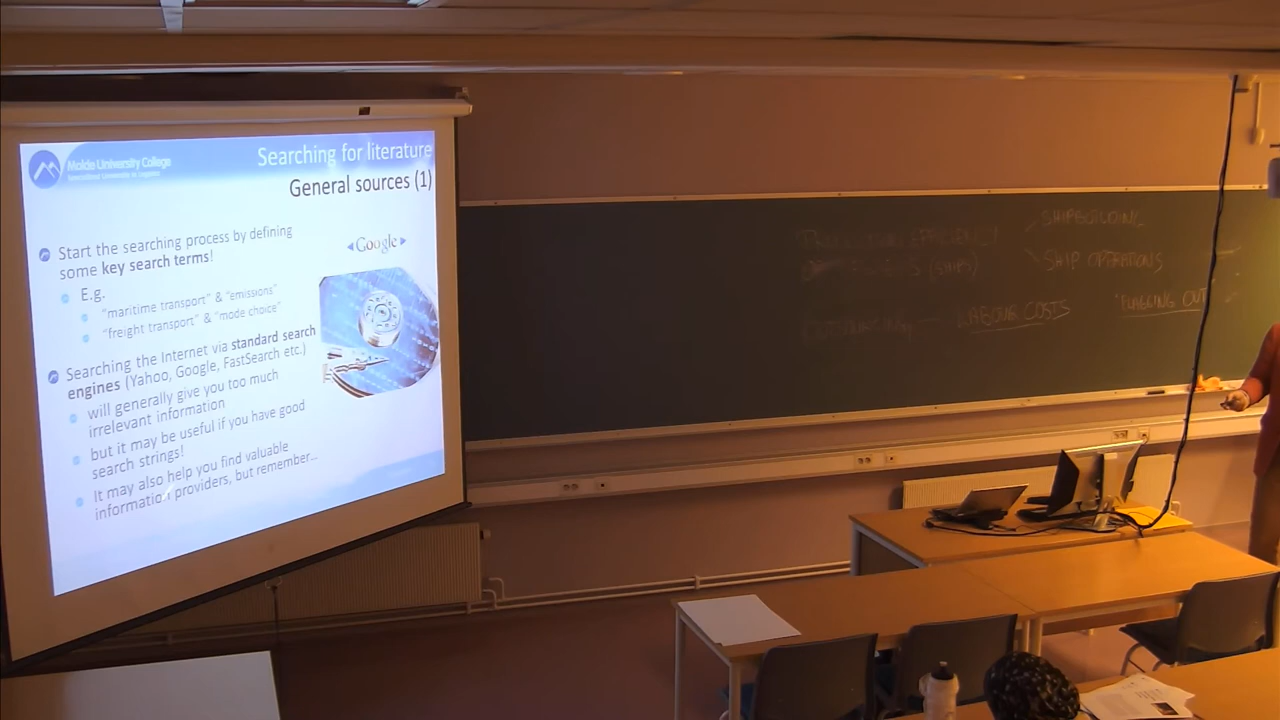 Molde University College
Searching for literature
General sources (1)
Start the searching process by defining
some key search terms!
E.g.
"maritime transport" & "emissions"
"freight transport" & "mode choice"
Google
Searching the Internet via standard search
engines (Yahoo, Google, FastSearch etc.)
will generally give you too much
irrelevant information
but it may be useful if you have good
search strings!
It may also help you find valuable
information providers, but remember...
EFFICIENCY
(SHIP)
SHIPBUILDING
SHIP OPERATIONS
LABOUR COSTS
"FLAGGING OUT